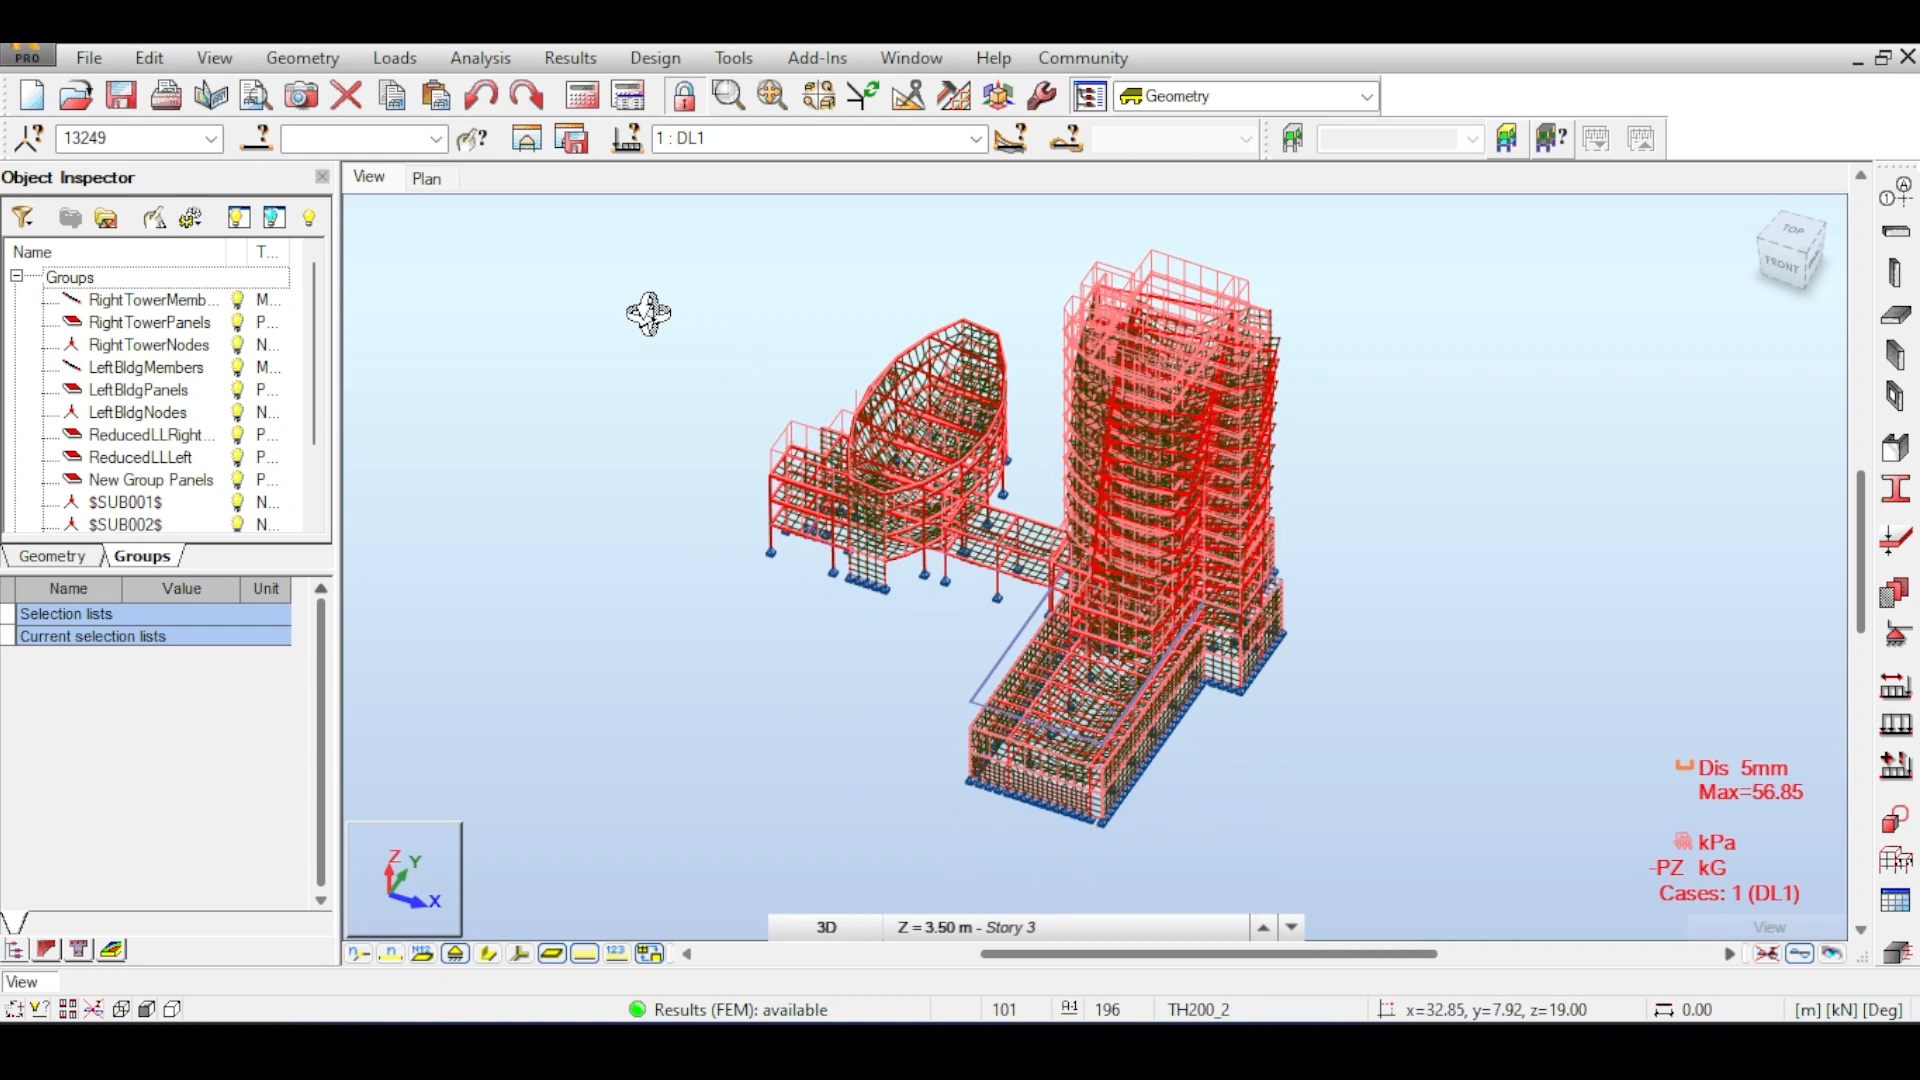 PRO File Edit View Geometry Loads Analysis Results Design Tools Add-Ins Window Help Community
Geometry
13249 1 : DL1
Object Inspector
View Plan
Name T...
Groups
RightTowerMemb... M...
RightTowerPanels P...
RightTowerNodes N...
LeftBldgMembers M...
LeftBldgPanels P...
LeftBldgNodes N...
ReducedLLRight... P...
ReducedLLLeft P...
New Group Panels P...
$SUB001$ N...
$SUB002$ N...
Geometry Groups
Name Value Unit
Selection lists
Current selection lists
TOP
FRONT
Dis 5mm
Max=56.85
kPa
-PZ kG
Cases: 1 (DL1)
Z Y
X
3D Z = 3.50 m - Story 3
View
View
Results (FEM): available 101 196 TH200_2 x=32.85, y=7.92, z=19.00 0.00 [m] [kN] [Deg]